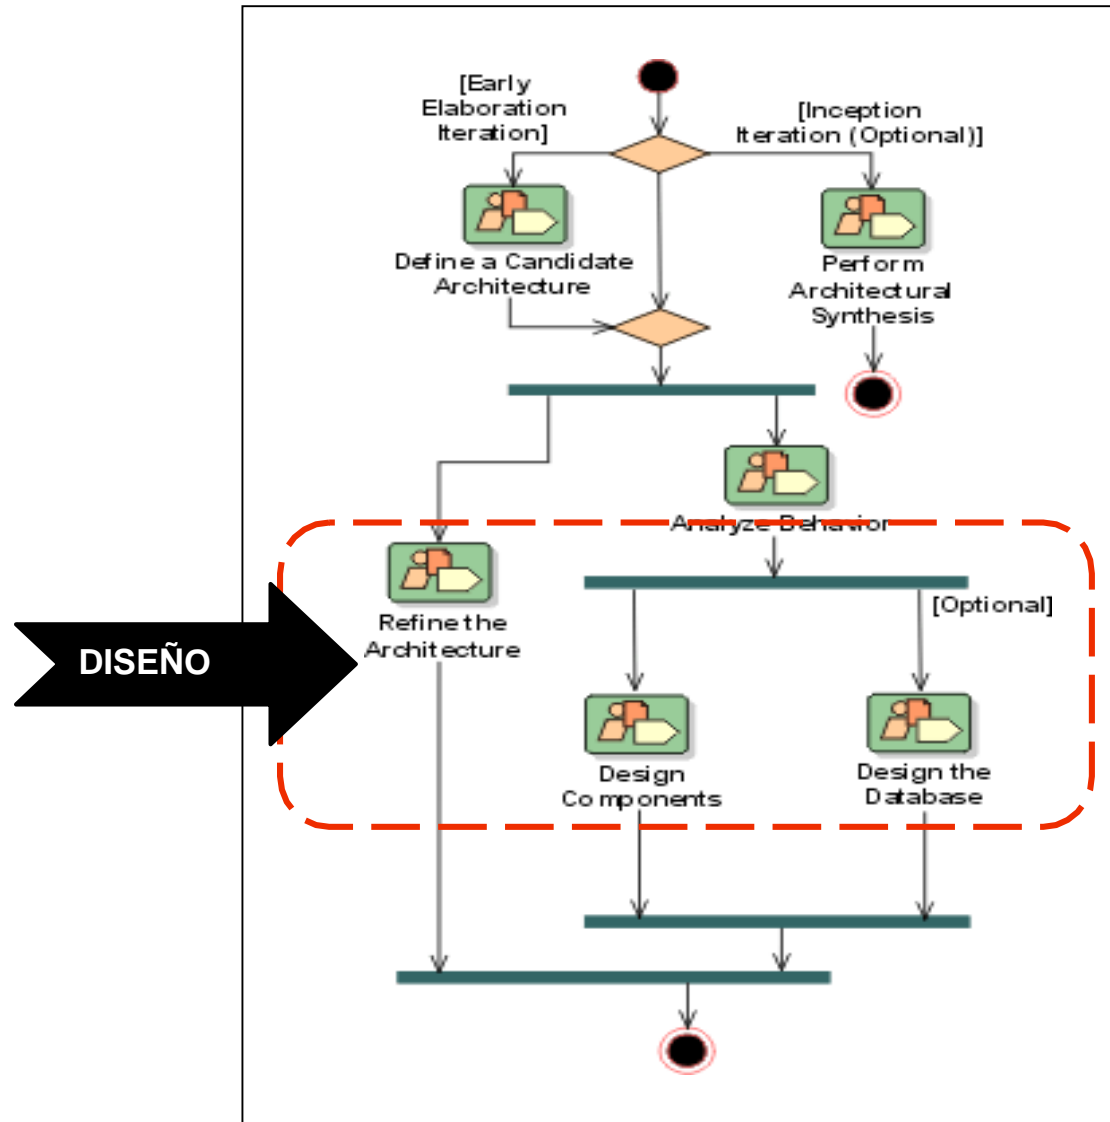 [Early
Elaboration
Iteration]
[Inception
Iteration (Optional)]
Define a Candidate
Architecture
Perform
Architectural
Synthesis
Analyze Behavior
Refine the
Architecture
[Optional]
DISEÑO
Design
Components
Design the
Database